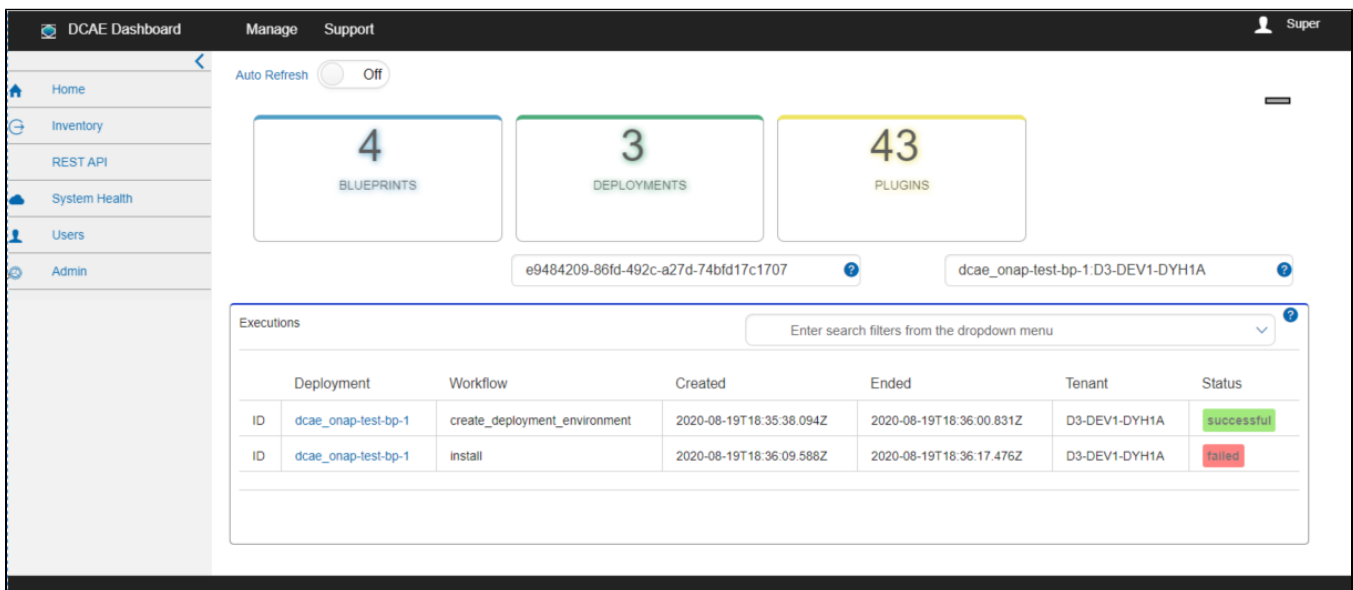 DCAE Dashboard Manage Support Super
Auto Refresh Off
Home
Inventory
REST API
System Health
Users
Admin
4 3 43
BLUEPRINTS DEPLOYMENTS PLUGINS
e9484209-86fd-492c-a27d-74bfd17c1707 ? dcae_onap-test-bp-1:D3-DEV1-DYH1A ?
Executions Enter search filters from the dropdown menu ?
Deployment Workflow Created Ended Tenant Status
ID dcae_onap-test-bp-1 create_deployment_environment 2020-08-19T18:35:38.094Z 2020-08-19T18:36:00.831Z D3-DEV1-DYH1A successful
ID dcae_onap-test-bp-1 install 2020-08-19T18:36:09.588Z 2020-08-19T18:36:17.476Z D3-DEV1-DYH1A failed